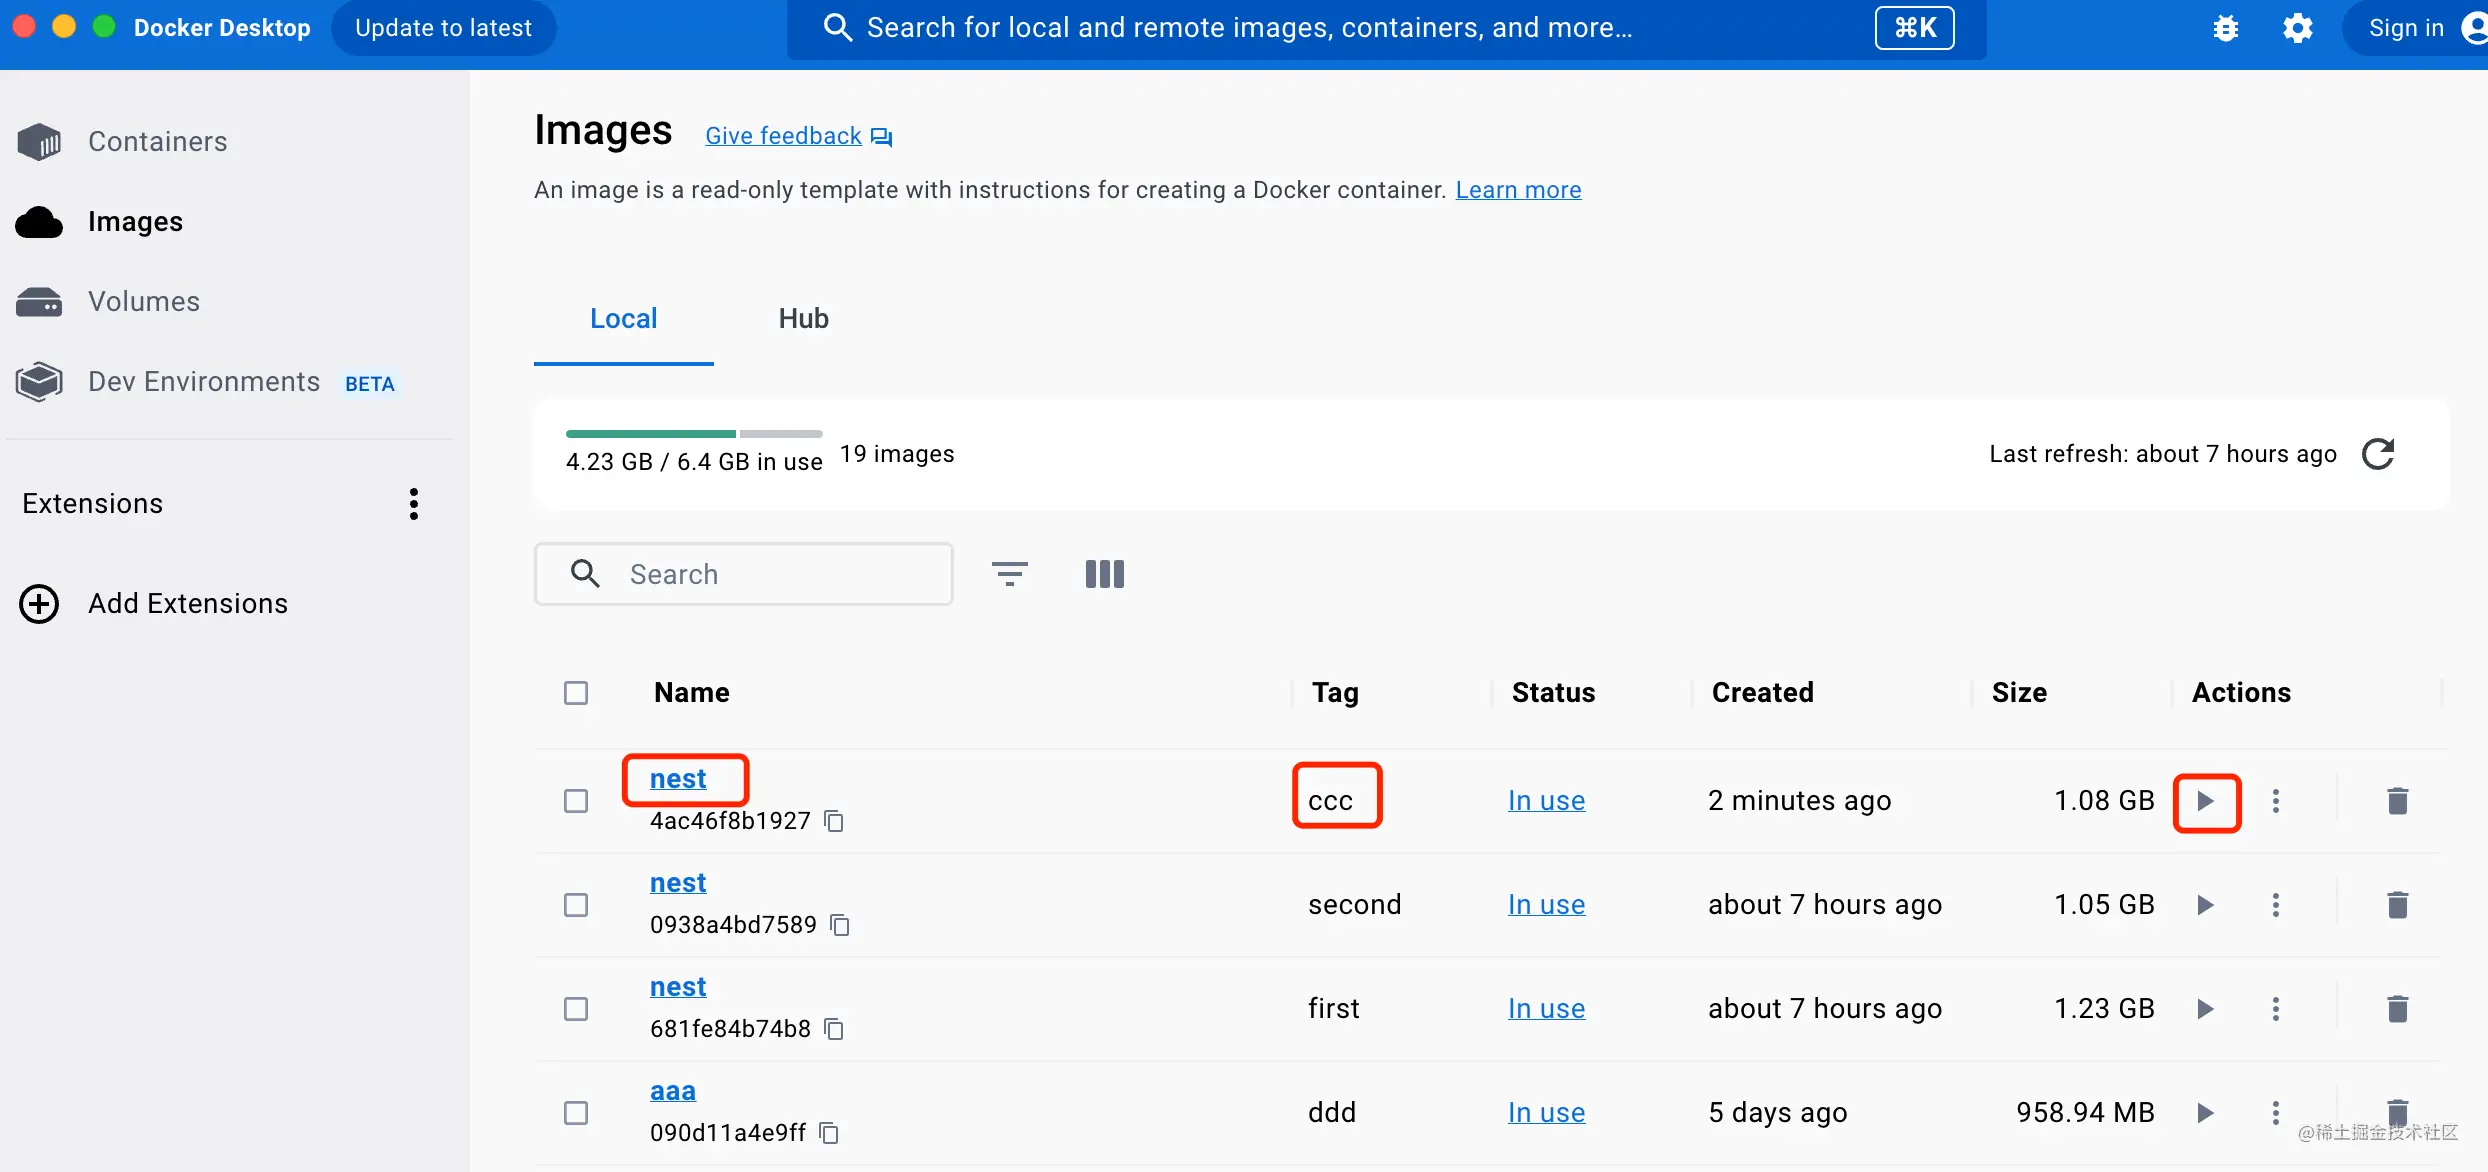 Docker Desktop Update to latest Search for local and remote images, containers, and more... ⌘K Sign in
Containers
Images
Volumes
Dev Environments BETA
Extensions
Add Extensions
Images Give feedback
An image is a read-only template with instructions for creating a Docker container. Learn more
Local Hub
4.23 GB / 6.4 GB in use 19 images Last refresh: about 7 hours ago
Search
Name Tag Status Created Size Actions
nest
4ac46f8b1927 ccc In use 2 minutes ago 1.08 GB
nest
0938a4bd7589 second In use about 7 hours ago 1.05 GB
nest
681fe84b74b8 first In use about 7 hours ago 1.23 GB
aaa
090d11a4e9ff ddd In use 5 days ago 958.94 MB
@稀土掘金技术社区